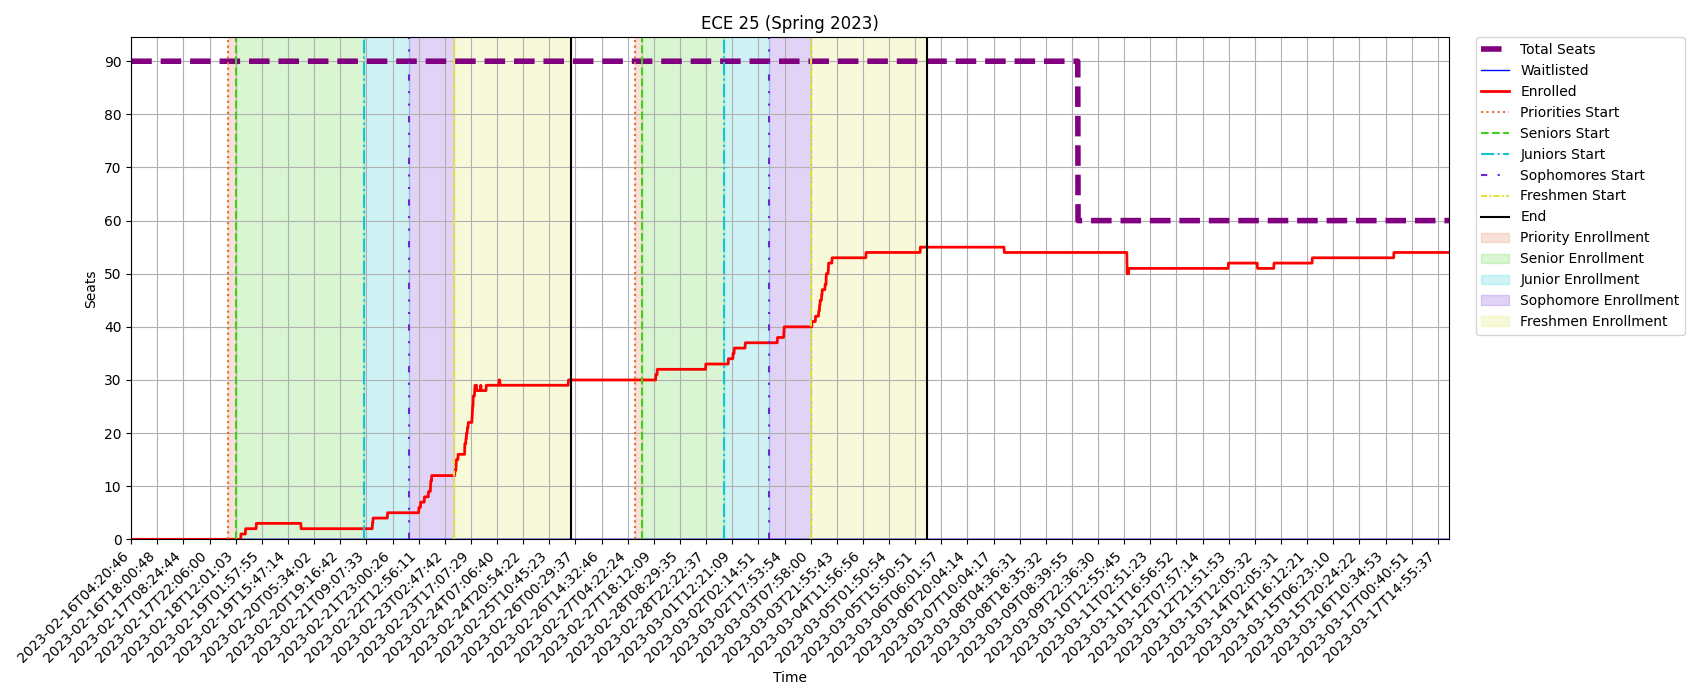 ECE 25 (Spring 2023)
Seats
90
80
70
60
50
40
30
20
10
0
2023-02-16T04:20:46
2023-02-16T18:00:48
2023-02-17T08:24:44
2023-02-17T22:06:00
2023-02-18T12:01:03
2023-02-19T01:57:55
2023-02-19T15:47:14
2023-02-20T05:34:02
2023-02-20T19:16:42
2023-02-21T09:07:33
2023-02-21T23:00:26
2023-02-22T12:56:11
2023-02-23T02:47:42
2023-02-23T17:07:29
2023-02-24T07:06:40
2023-02-24T20:54:22
2023-02-25T10:45:23
2023-02-26T00:29:37
2023-02-26T14:32:46
2023-02-27T04:22:24
2023-02-27T18:12:09
2023-02-28T08:29:35
2023-02-28T22:22:37
2023-03-01T12:21:09
2023-03-02T02:14:51
2023-03-02T17:53:54
2023-03-03T07:58:00
2023-03-03T21:55:43
2023-03-04T11:56:56
2023-03-05T01:50:54
2023-03-05T15:50:51
2023-03-06T06:01:57
2023-03-06T20:04:14
2023-03-07T10:04:17
2023-03-08T04:36:31
2023-03-08T18:35:32
2023-03-09T08:39:55
2023-03-09T22:36:30
2023-03-10T12:55:45
2023-03-11T02:51:23
2023-03-11T16:56:52
2023-03-12T07:57:14
2023-03-12T21:51:53
2023-03-13T12:05:32
2023-03-14T02:05:31
2023-03-14T16:12:21
2023-03-15T06:23:10
2023-03-15T20:24:22
2023-03-16T10:34:53
2023-03-17T00:40:51
2023-03-17T14:55:37
Time
Total Seats
Waitlisted
Enrolled
Priorities Start
Seniors Start
Juniors Start
Sophomores Start
Freshmen Start
End
Priority Enrollment
Senior Enrollment
Junior Enrollment
Sophomore Enrollment
Freshmen Enrollment